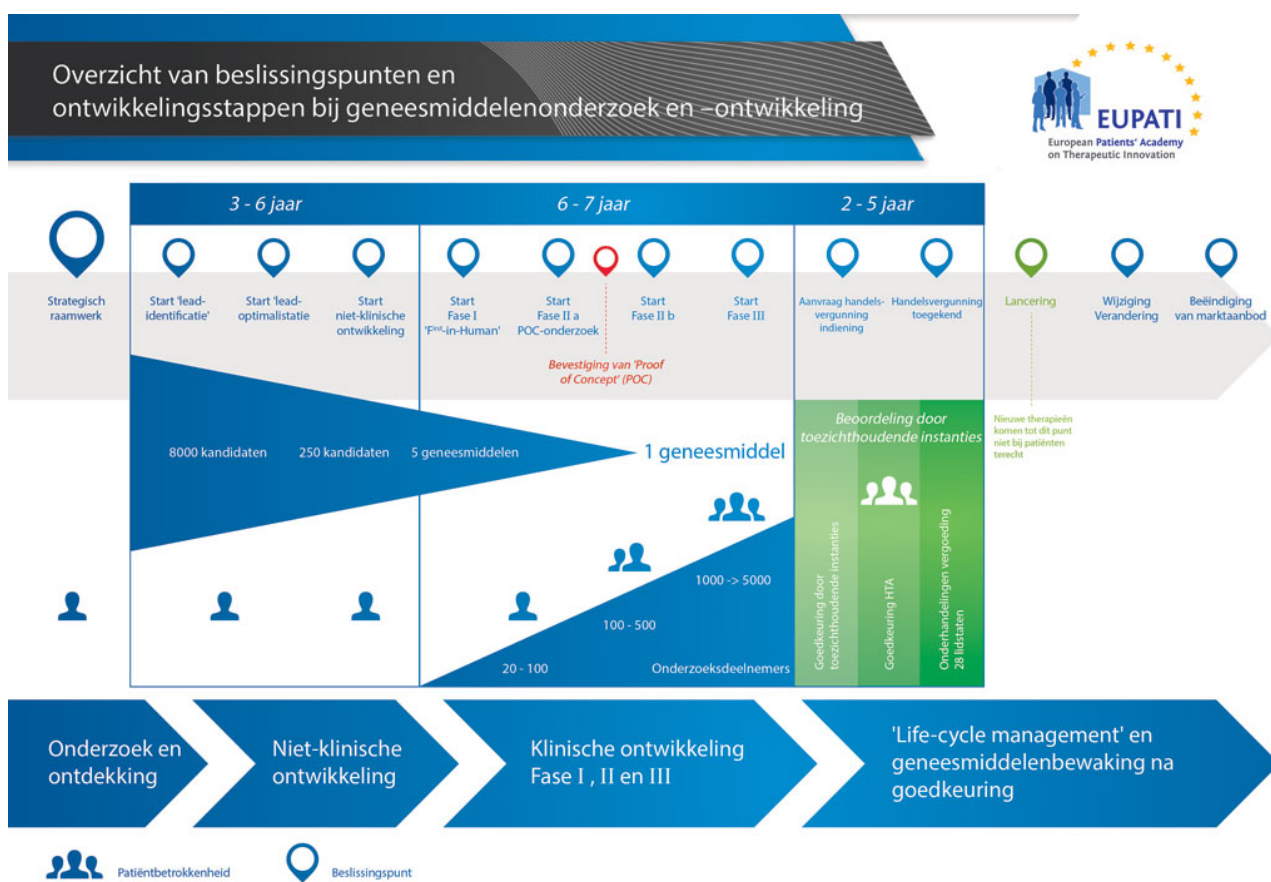 Overzicht van beslissingspunten en
ontwikkelingsstappen bij geneesmiddelenonderzoek en –ontwikkeling
EUPATI
European Patients' Academy
on Therapeutic Innovation
3 - 6 jaar
6 - 7 jaar
2 - 5 jaar
Strategisch
raamwerk
Start 'lead-
identificatie'
Start 'lead-
optimalistatie
Start
niet-klinische
ontwikkeling
Start
Fase I
'First-in-Human'
Start
Fase II a
POC-onderzoek
Start
Fase II b
Start
Fase III
Aanvraag handels-
vergunning
indiening
Handelsvergunning
toegekend
Lancering
Wijziging
Verandering
Beëindiging
van marktaanbod
Bevestiging van 'Proof
of Concept' (POC)
Beoordeling door
toezichthoudende instanties
Nieuwe therapieën
komen tot dit punt
niet bij patiënten
terecht
8000 kandidaten
250 kandidaten
5 geneesmiddelen
1 geneesmiddel
1000 -> 5000
100 - 500
20 - 100
Onderzoeksdeelnemers
Goedkeuring door
toezichthoudende instanties
Goedkeuring HTA
Onderhandelingen vergoeding
28 lidstaten
Onderzoek en
ontdekking
Niet-klinische
ontwikkeling
Klinische ontwikkeling
Fase I , II en III
'Life-cycle management' en
geneesmiddelenbewaking na
goedkeuring
Patiëntbetrokkenheid
Beslissingspunt